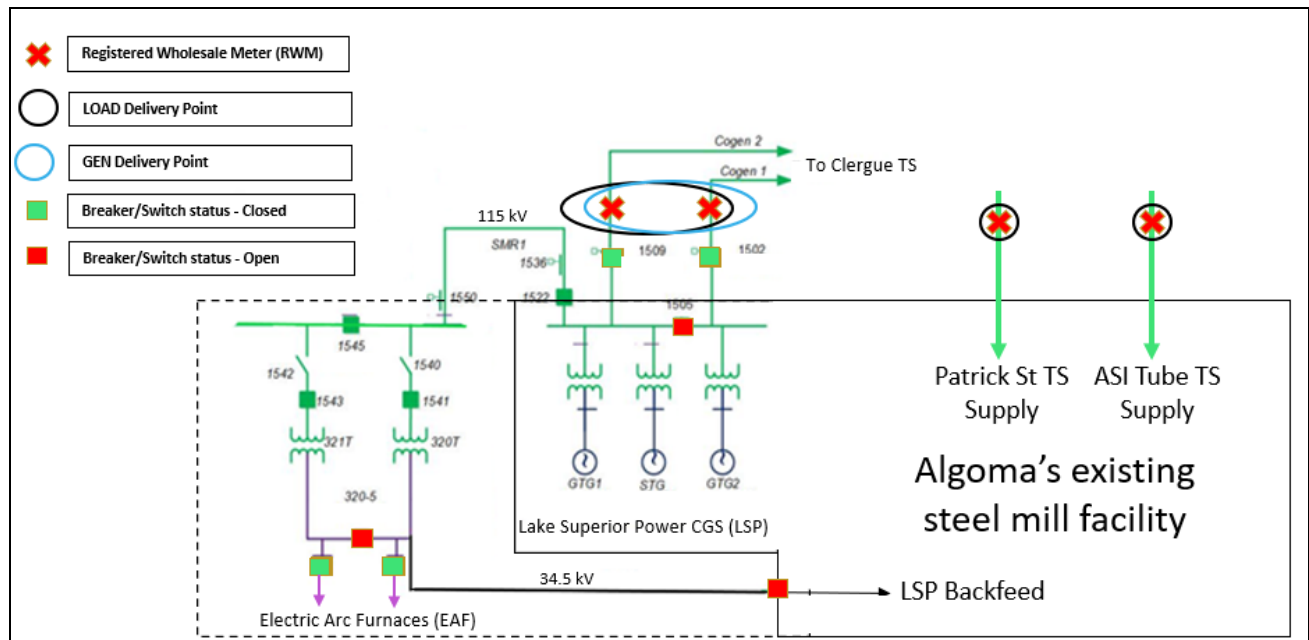 Registered Wholesale Meter (RWM)
LOAD Delivery Point
GEN Delivery Point
Breaker/Switch status - Closed
Breaker/Switch status - Open
Cogen 2
Cogen 1
To Clergue TS
115 kV
SMR1
1536
1509
1502
1550
1522
1505
1545
1542
1540
1543
1541
321T
320T
GTG1
STG
GTG2
320-5
Lake Superior Power CGS (LSP)
34.5 kV
LSP Backfeed
Electric Arc Furnaces (EAF)
Patrick St TS
Supply
ASI Tube TS
Supply
Algoma's existing
steel mill facility